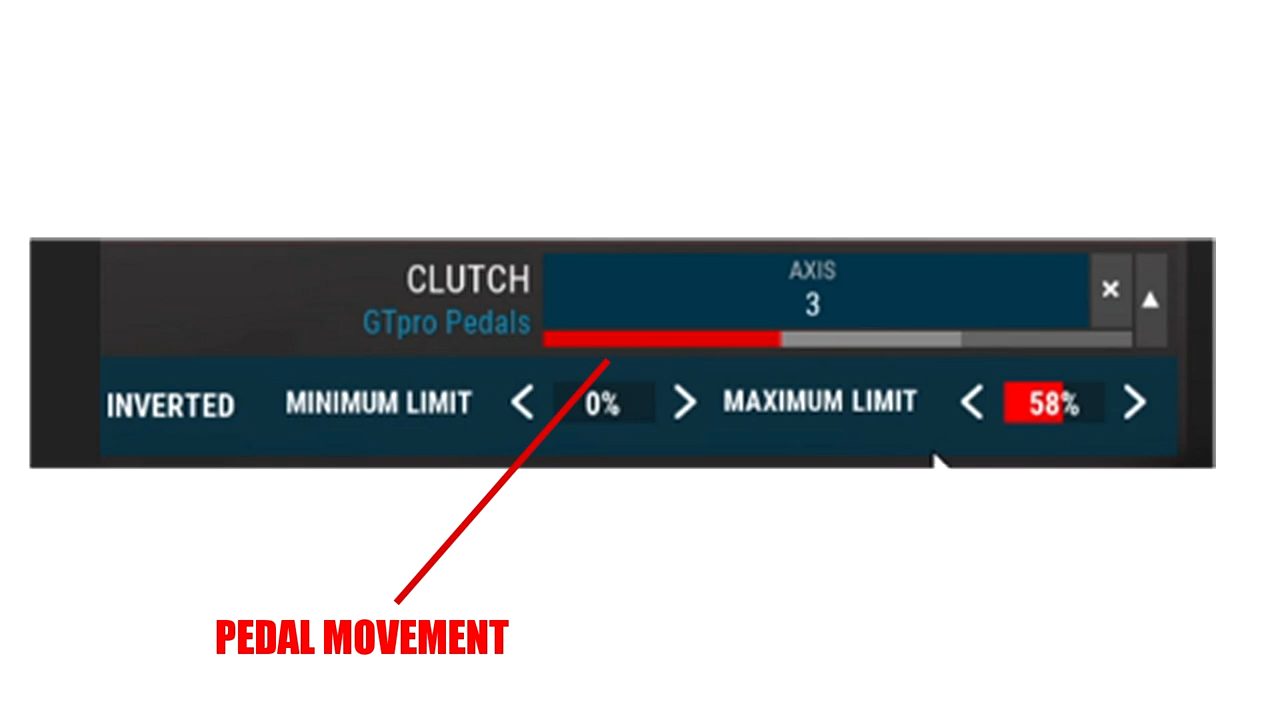 CLUTCH
GTpro Pedals
AXIS
3
×
▲
INVERTED MINIMUM LIMIT < 0% > MAXIMUM LIMIT < 58% >
PEDAL MOVEMENT